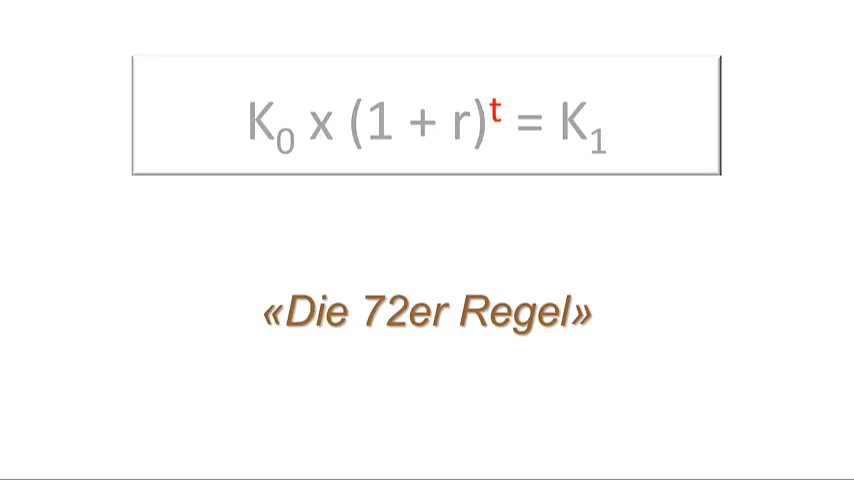 K₀ x (1 + r)ᵗ = K₁
«Die 72er Regel»